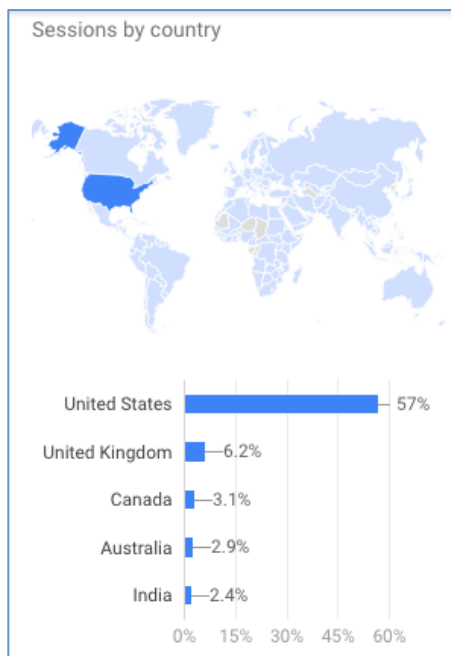 Sessions by country
United States 57%
United Kingdom 6.2%
Canada 3.1%
Australia 2.9%
India 2.4%
0% 15% 30% 45% 60%